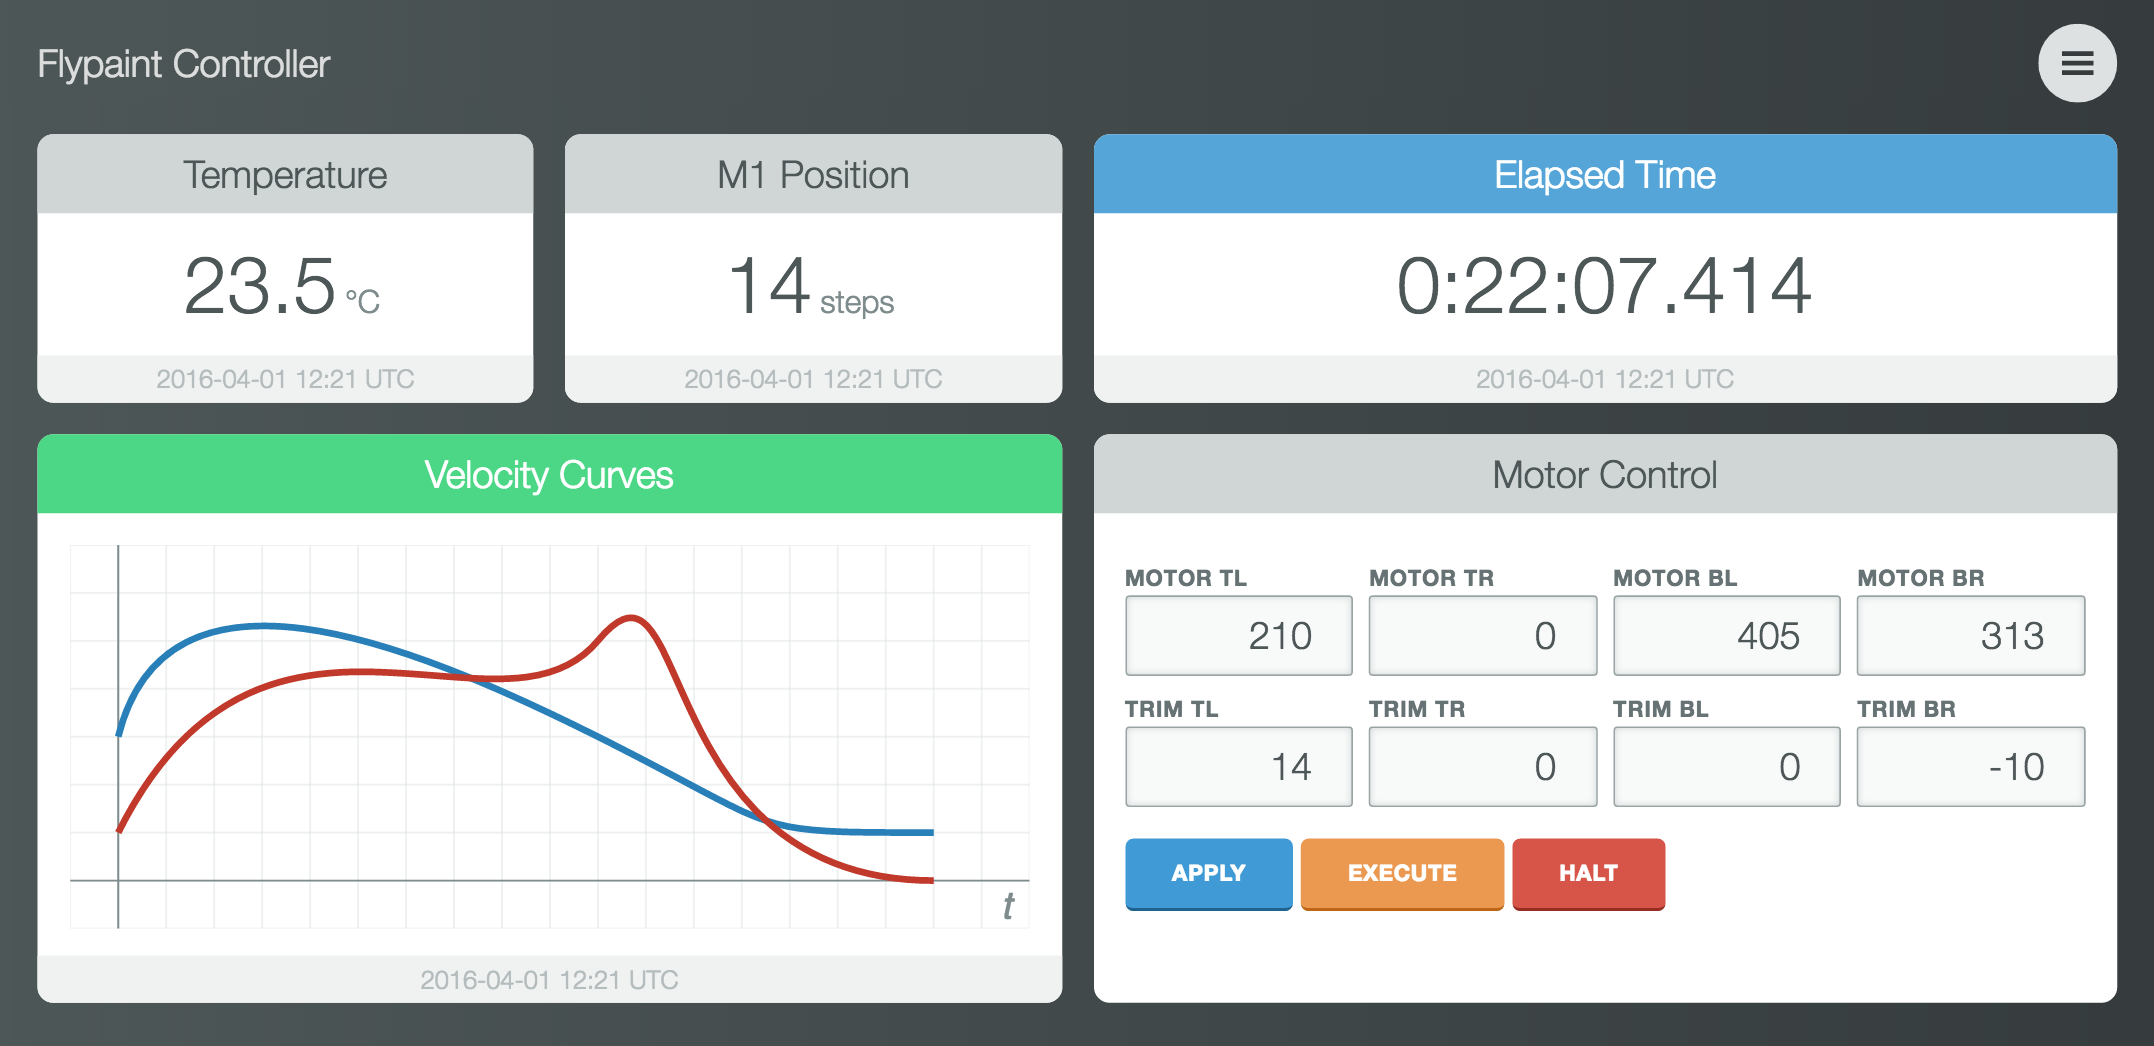 Flypaint Controller
Temperature
23.5 °C
2016-04-01 12:21 UTC
M1 Position
14 steps
2016-04-01 12:21 UTC
Elapsed Time
0:22:07.414
2016-04-01 12:21 UTC
Velocity Curves
t
2016-04-01 12:21 UTC
Motor Control
MOTOR TL MOTOR TR MOTOR BL MOTOR BR
210 0 405 313
TRIM TL TRIM TR TRIM BL TRIM BR
14 0 0 -10
APPLY EXECUTE HALT